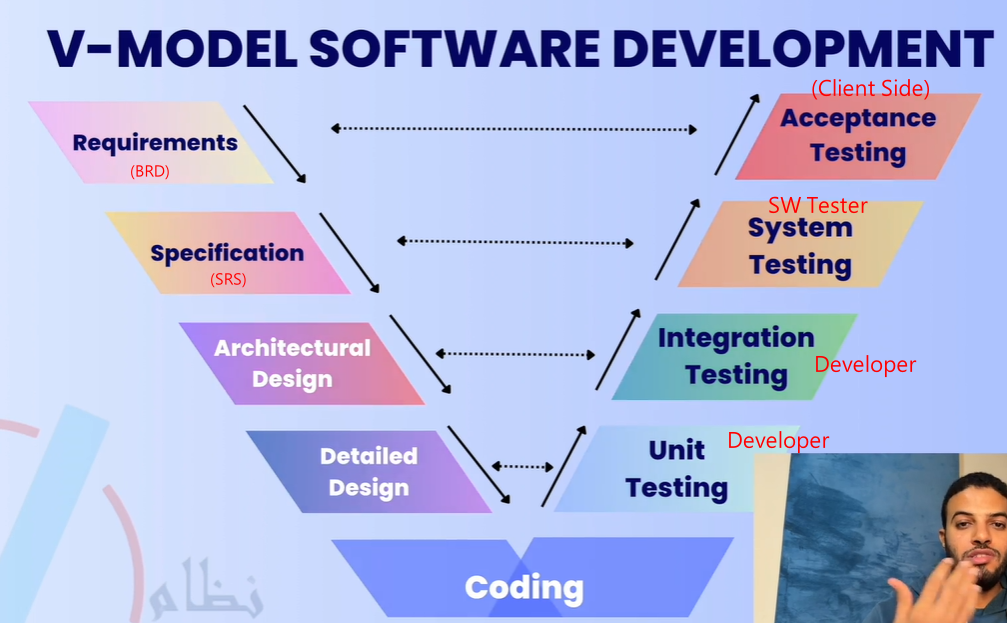 V-MODEL SOFTWARE DEVELOPMENT
(Client Side)
Requirements
(BRD)
Acceptance
Testing
Specification
(SRS)
SW Tester
System
Testing
Architectural
Design
Integration
Testing
Developer
Detailed
Design
Unit
Testing
Developer
Coding
نظام